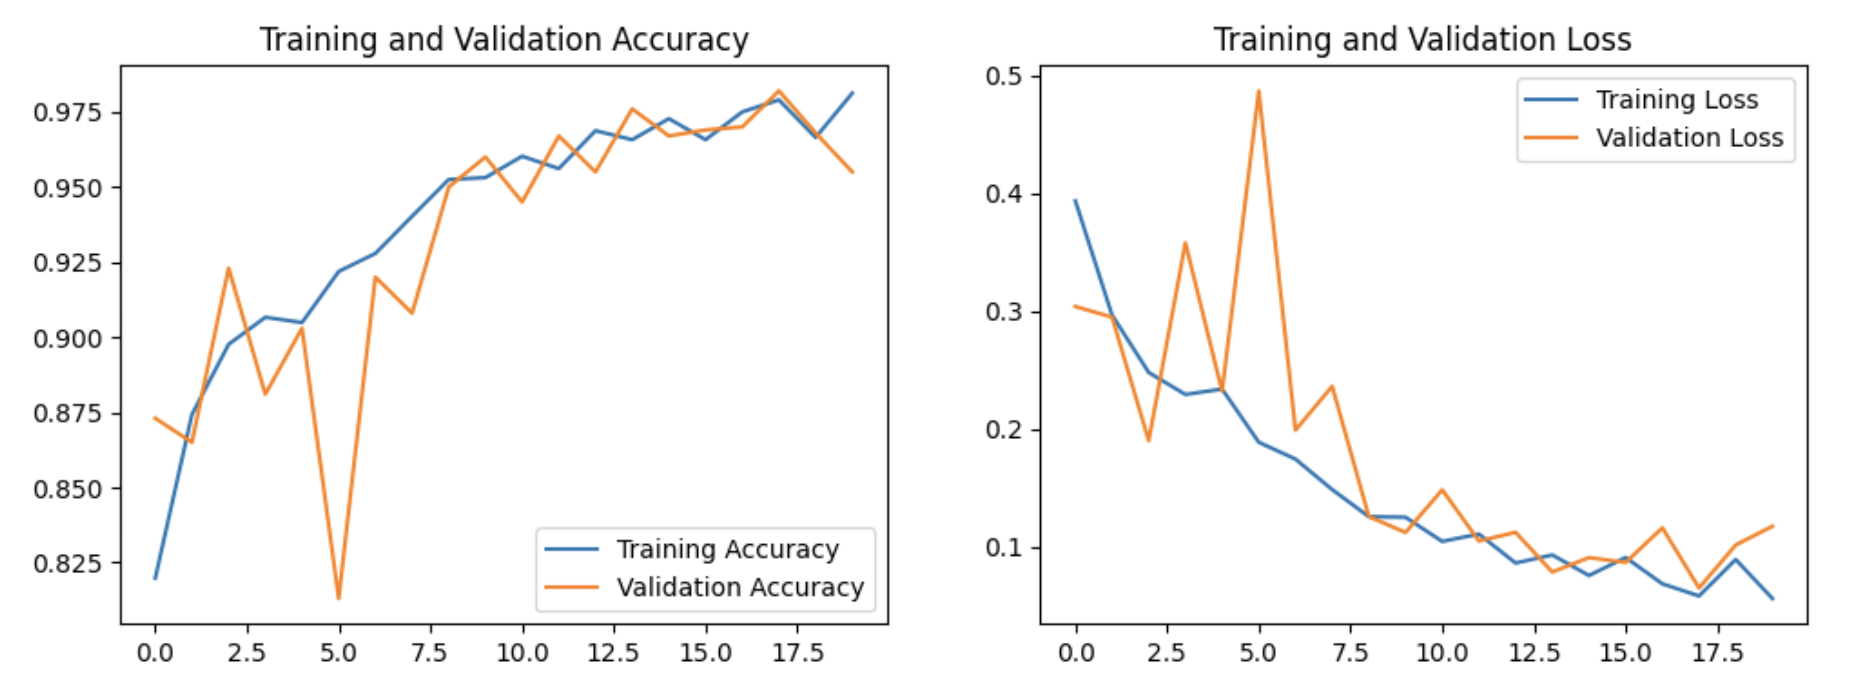 Training and Validation Accuracy
0.975
0.950
0.925
0.900
0.875
0.850
0.825
Training Accuracy
Validation Accuracy
0.0 2.5 5.0 7.5 10.0 12.5 15.0 17.5
Training and Validation Loss
0.5
0.4
0.3
0.2
0.1
Training Loss
Validation Loss
0.0 2.5 5.0 7.5 10.0 12.5 15.0 17.5